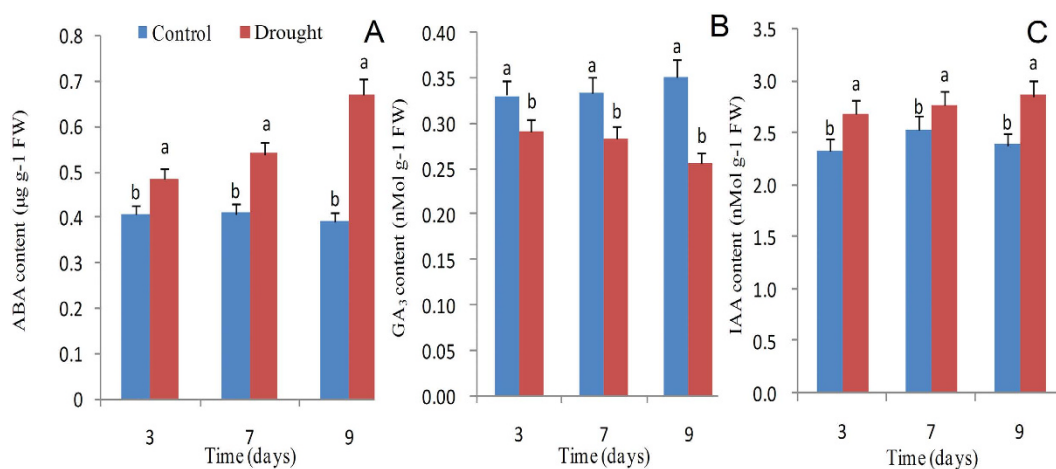 Control Drought A
ABA content (µg g-1 FW)
0.8
0.7
0.6
0.5
0.4
0.3
0.2
0.1
0
b a b a b a
3 7 9
Time (days)
B
GA₃ content (nMol g-1 FW)
0.40
0.35
0.30
0.25
0.20
0.15
0.10
0.05
0.00
a b a b a b
3 7 9
Time (days)
C
IAA content (nMol g-1 FW)
3.5
3.0
2.5
2.0
1.5
1.0
0.5
0.0
b a b a b a
3 7 9
Time (days)